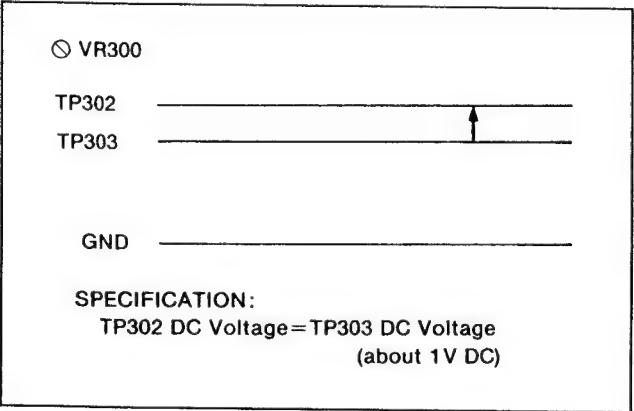 VR300
TP302
TP303
GND
SPECIFICATION:
TP302 DC Voltage=TP303 DC Voltage
(about 1V DC)